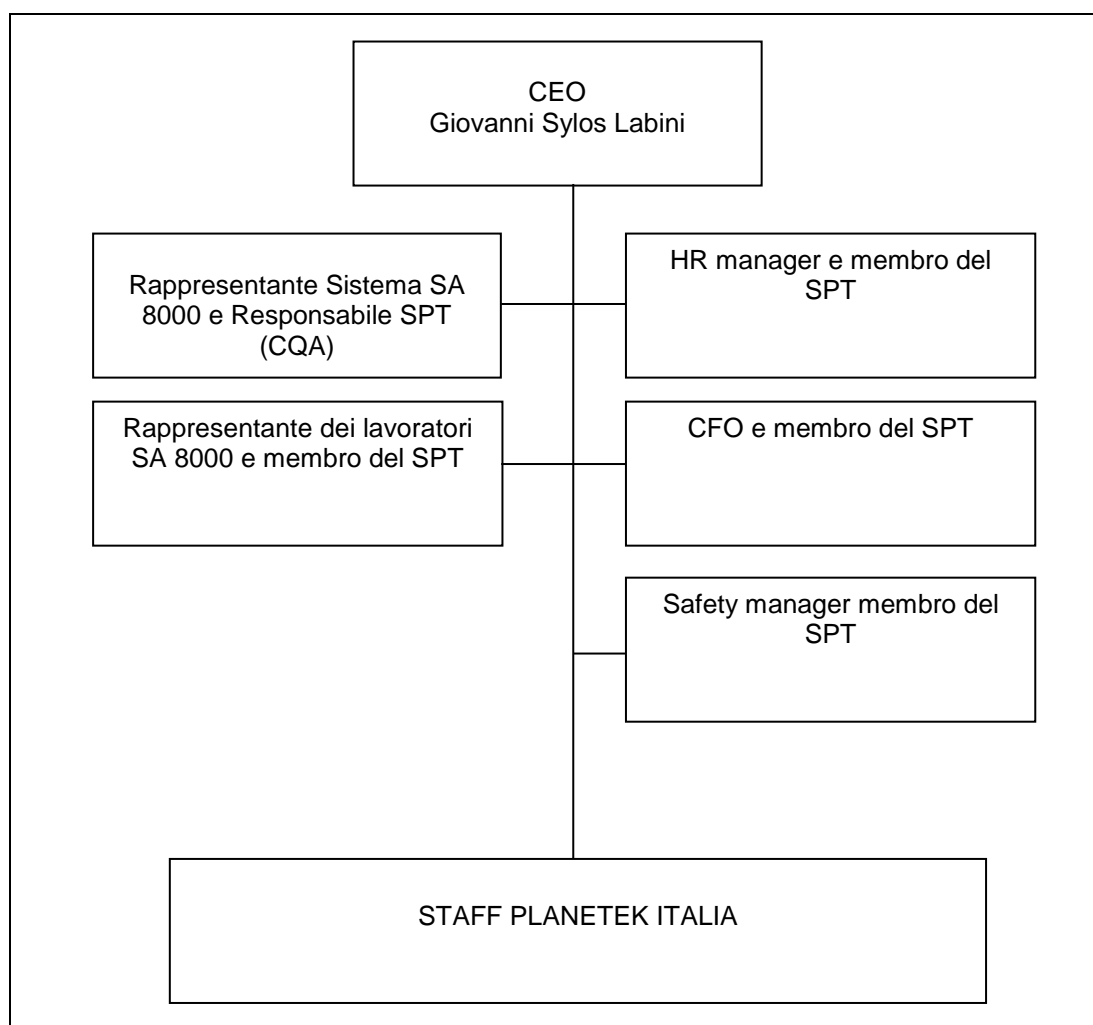 CEO
Giovanni Sylos Labini
Rappresentante Sistema SA
8000 e Responsabile SPT
(CQA)
HR manager e membro del
SPT
Rappresentante dei lavoratori
SA 8000 e membro del SPT
CFO e membro del SPT
Safety manager membro del
SPT
STAFF PLANETEK ITALIA